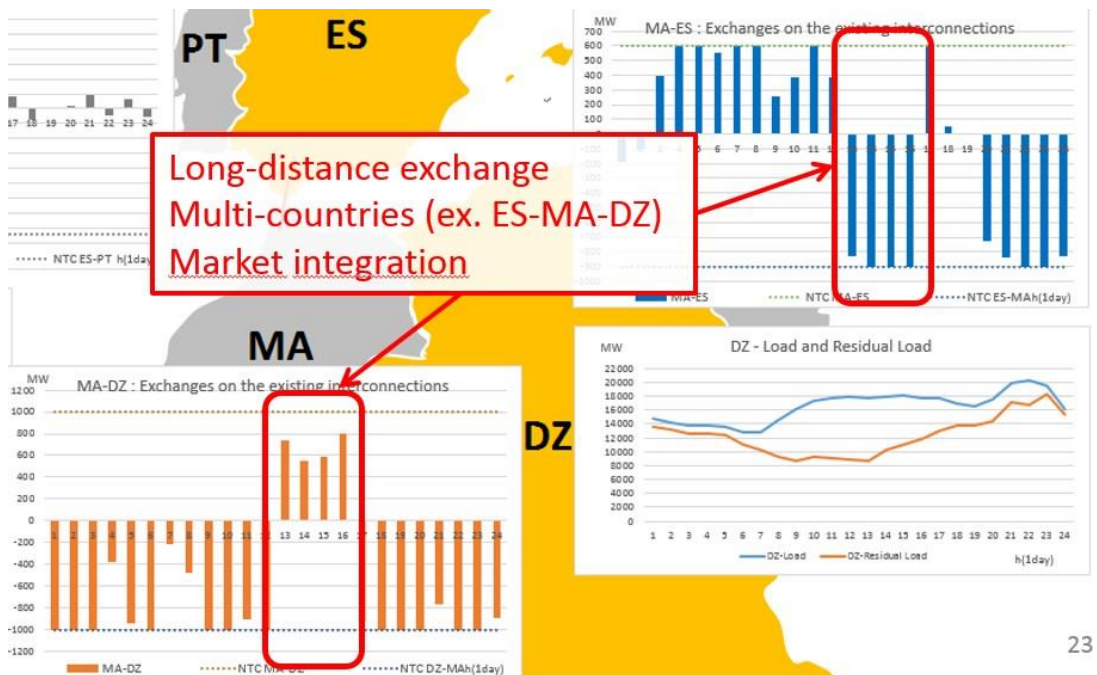 PT
ES
17 18 19 20 21 22 23 24
NTC ES-PT h(1day
MW
MA-ES : Exchanges on the existing interconnections
700
600
500
400
300
200
100
0
18
MA-ES
NTC MA-ES
NTC ES-MAh(1day)
Long-distance exchange
Multi-countries (ex. ES-MA-DZ)
Market integration
MA
DZ
MW
MA-DZ : Exchanges on the existing interconnections
1200
1000
800
600
400
200
0
-200
-400
-600
-800
-1000
-1200
1 2 3 4 5 6 7 8 9 10 11 13 14 15 16 17 18 19 20 21 22 23 24
MA-DZ
NTC MA-DZ
NTC DZ-MAh(1day)
MW
DZ - Load and Residual Load
22000
20000
18000
16000
14000
12000
10000
8000
6000
4000
2000
0
1 2 3 4 5 6 7 8 9 10 11 12 13 14 15 16 17 18 19 20 21 22 23 24
DZ-Load
DZ-Residual Load
h(1day)
23